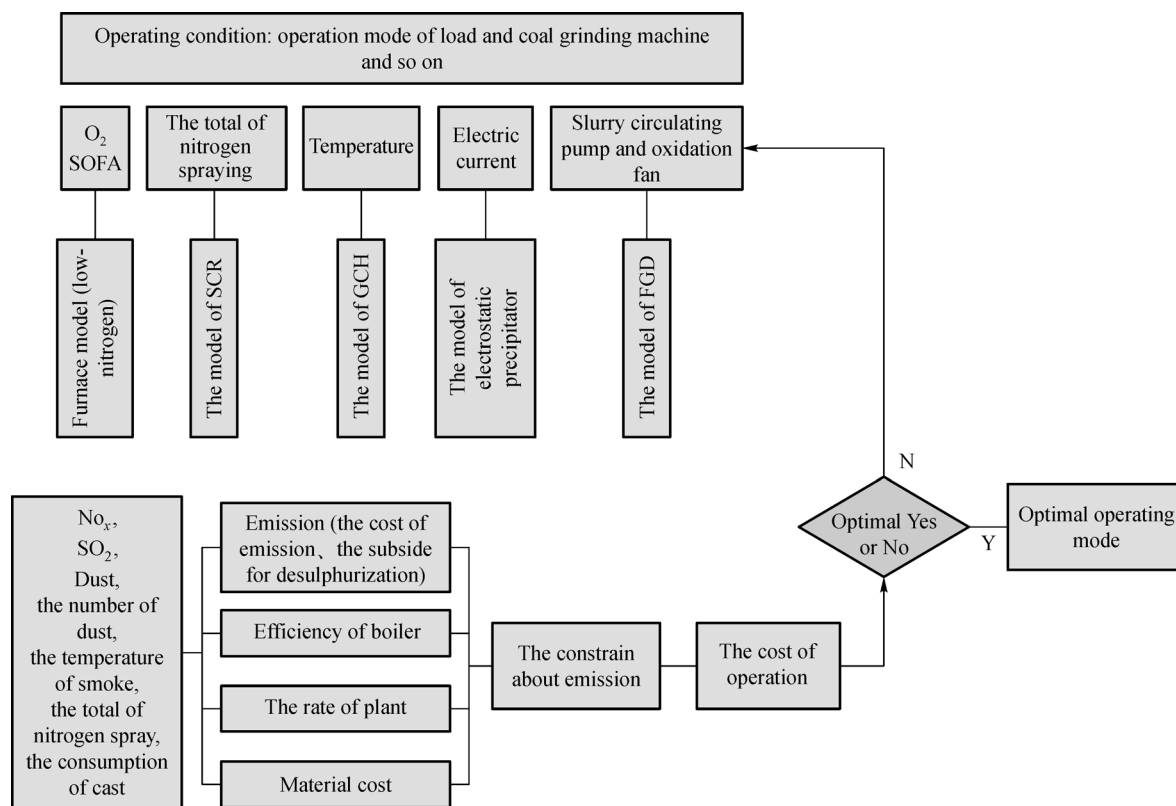 Operating condition: operation mode of load and coal grinding machine
and so on
O2
SOFA
The total of
nitrogen
spraying
Temperature
Electric
current
Slurry circulating
pump and oxidation
fan
Furnace model (low-
nitrogen)
The model of SCR
The model of GCH
The model of
electrostatic
precipitator
The model of FGD
Nox,
SO2,
Dust,
the number of
dust,
the temperature
of smoke,
the total of
nitrogen spray,
the consumption
of cast
Emission (the cost of
emission、the subside
for desulphurization)
Efficiency of boiler
The rate of plant
Material cost
The constrain
about emission
The cost of
operation
Optimal Yes
or No
N
Y
Optimal operating
mode